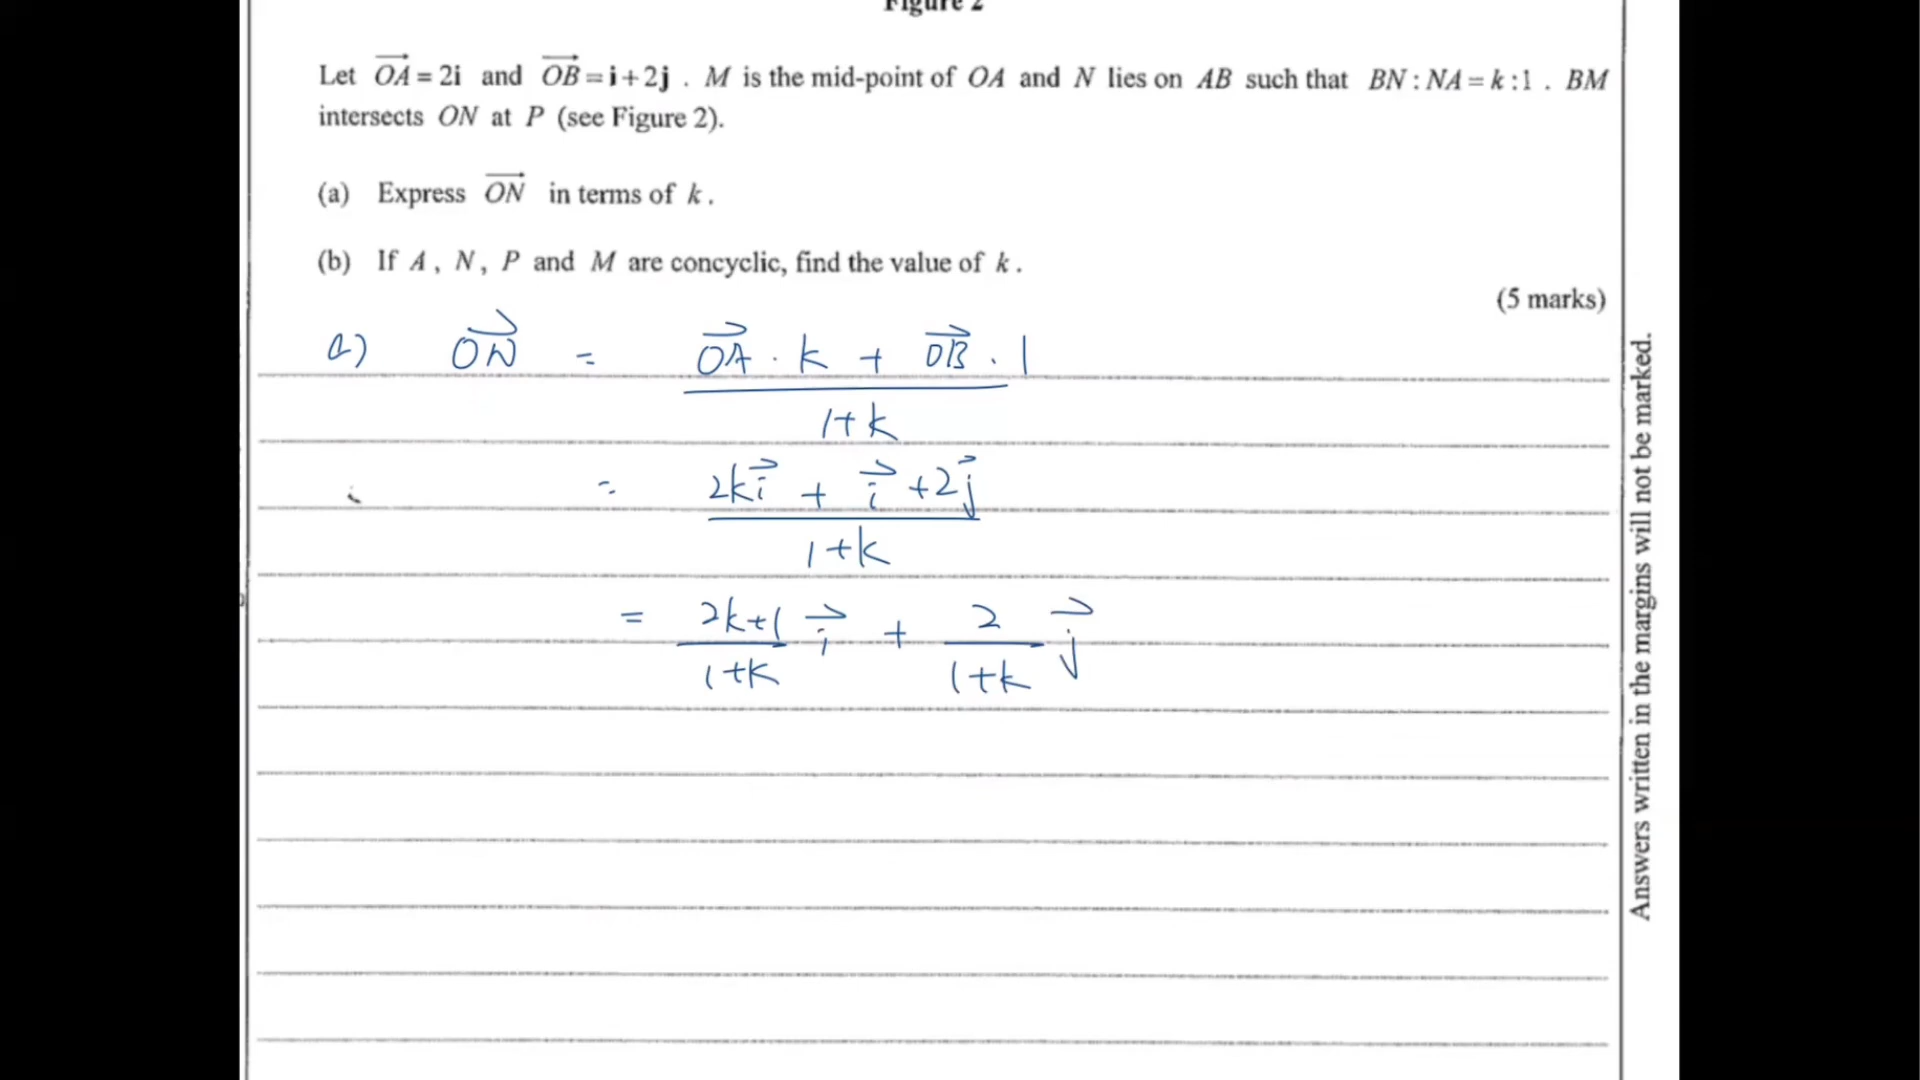 Figure 2
Let OA = 2i and OB = i + 2j . M is the mid-point of OA and N lies on AB such that BN : NA = k : 1 . BM
intersects ON at P (see Figure 2).
(a) Express ON in terms of k .
(b) If A , N , P and M are concyclic, find the value of k .
(5 marks)
a) ON = OA · k + OB · 1
1+k
= 2ki + i + 2j
1+k
= 2k+1 i + 2 j
1+k 1+k
Answers written in the margins will not be marked.